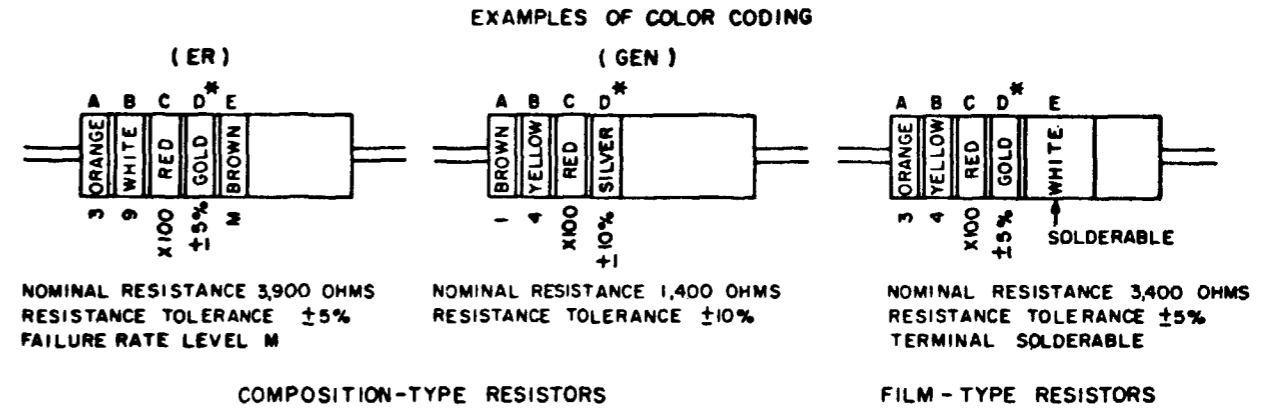 EXAMPLES OF COLOR CODING
(ER)
A B C D* E
ORANGE WHITE RED GOLD BROWN
3 9 X100 ±5% M
NOMINAL RESISTANCE 3,900 OHMS
RESISTANCE TOLERANCE ±5%
FAILURE RATE LEVEL M
(GEN)
A B C D*
BROWN YELLOW RED SILVER
1 4 X100 ±10%
NOMINAL RESISTANCE 1,400 OHMS
RESISTANCE TOLERANCE ±10%
COMPOSITION-TYPE RESISTORS
A B C D* E
ORANGE YELLOW RED GOLD WHITE
3 4 X100 ±5% SOLDERABLE
NOMINAL RESISTANCE 3,400 OHMS
RESISTANCE TOLERANCE ±5%
TERMINAL SOLDERABLE
FILM-TYPE RESISTORS